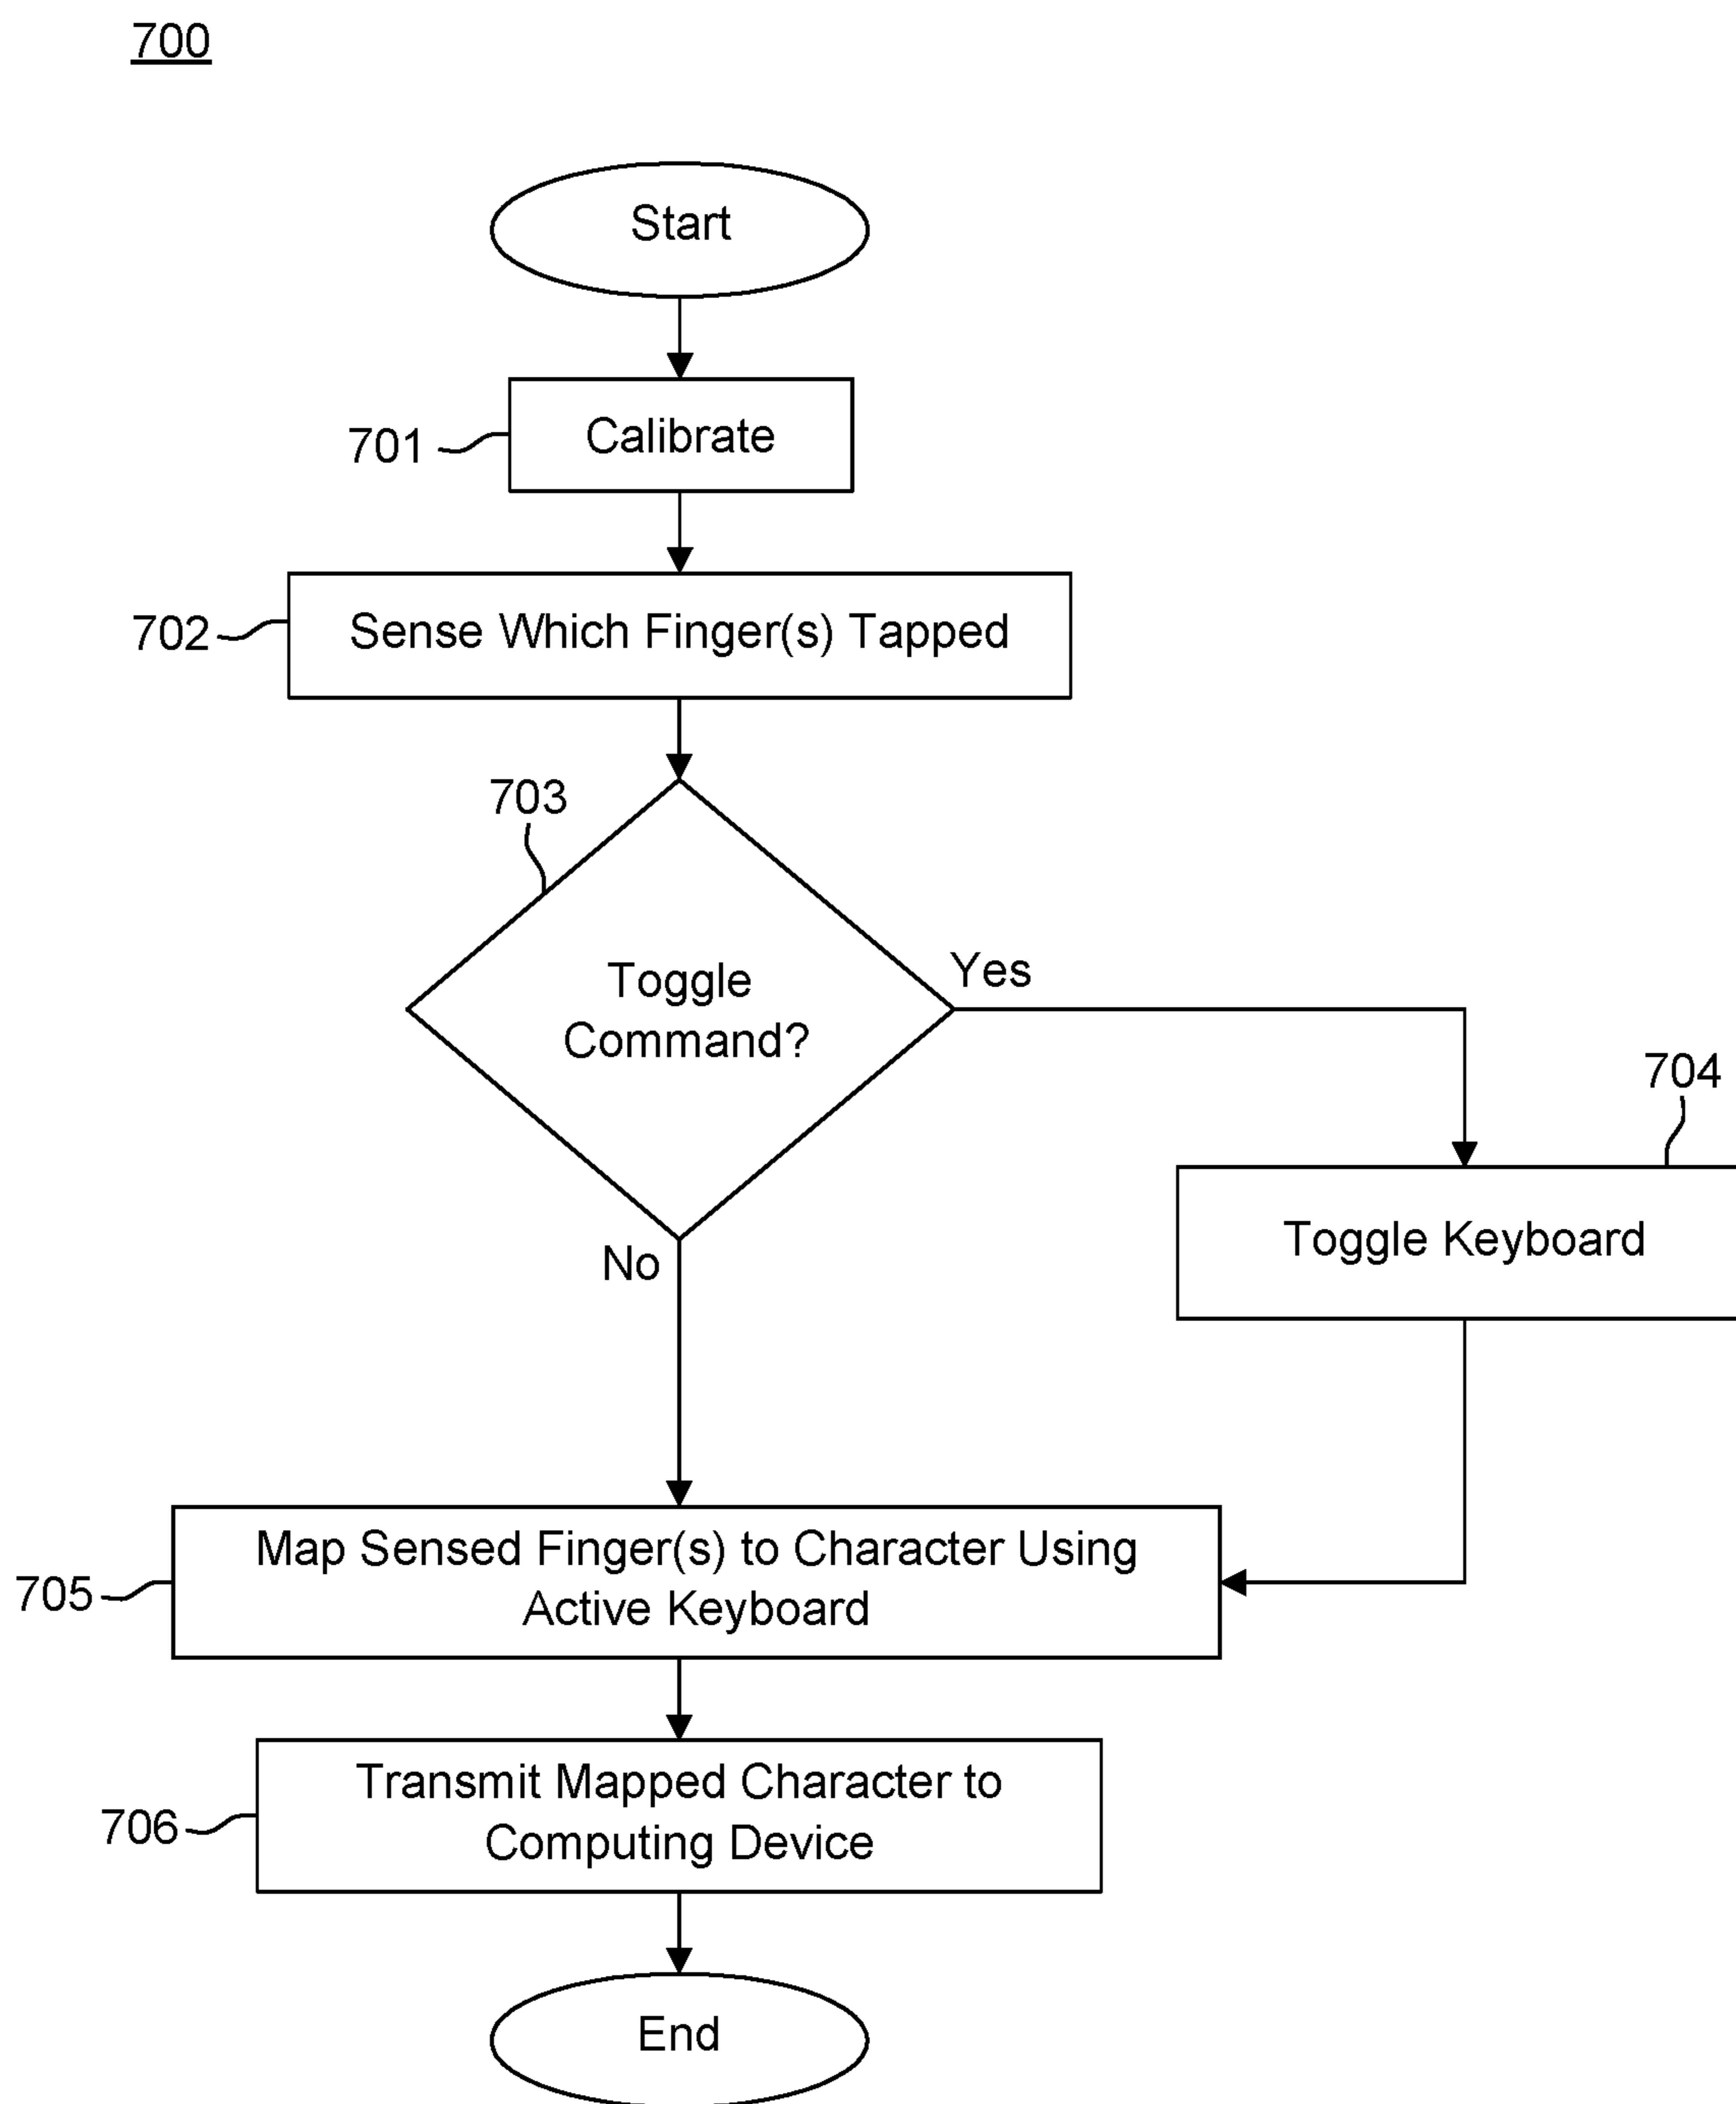 700
Start
701
Calibrate
702
Sense Which Finger(s) Tapped
703
Toggle
Command?
Yes
704
Toggle Keyboard
No
705
Map Sensed Finger(s) to Character Using
Active Keyboard
706
Transmit Mapped Character to
Computing Device
End